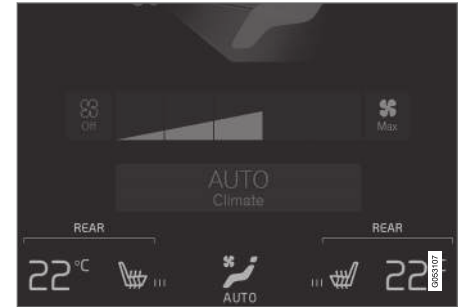 Off
Max
AUTO
Climate
REAR
REAR
22°C
22°
AUTO
G053107